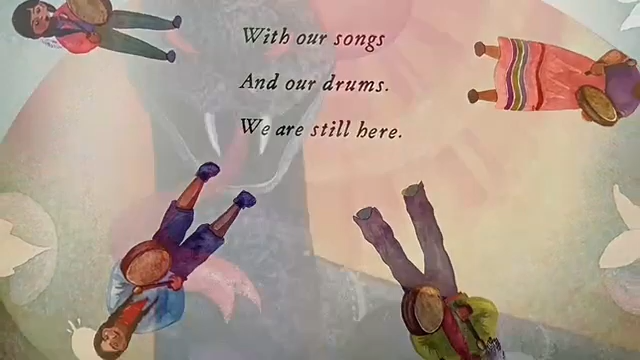 With our songs
And our drums.
We are still here.